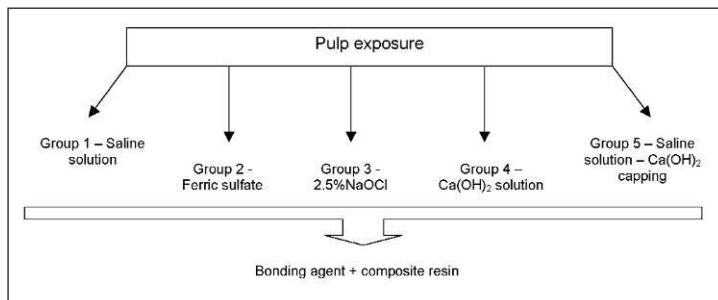 Pulp exposure
Group 1 – Saline
solution
Group 2 -
Ferric sulfate
Group 3 -
2.5%NaOCl
Group 4 –
Ca(OH)₂ solution
Group 5 – Saline
solution – Ca(OH)₂
capping
Bonding agent + composite resin